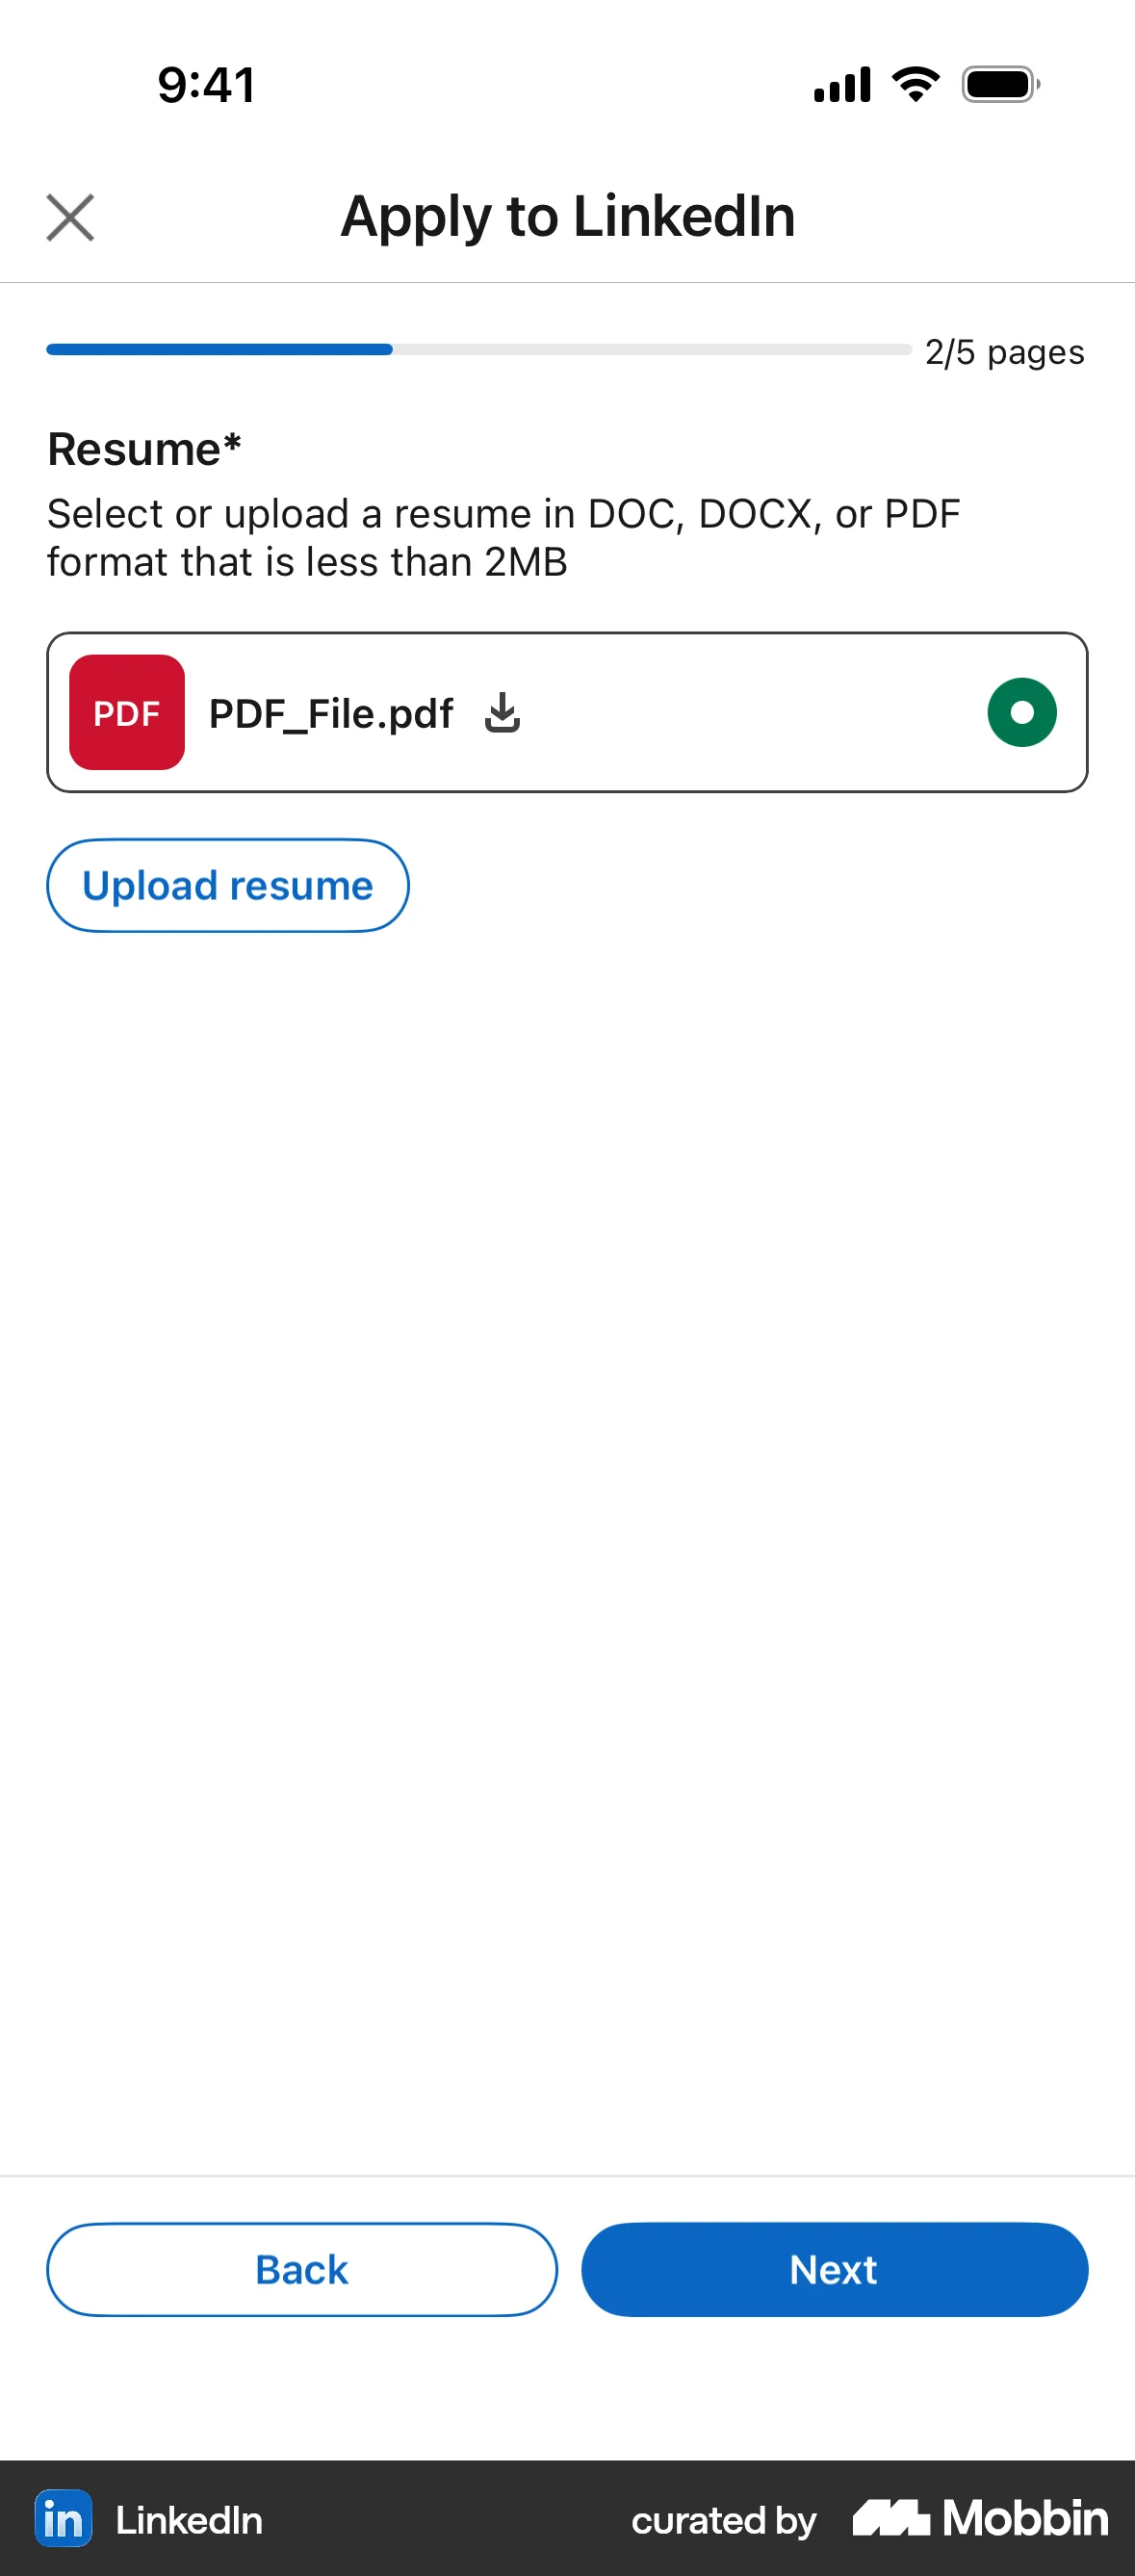 9:41
Apply to LinkedIn
2/5 pages
Resume*
Select or upload a resume in DOC, DOCX, or PDF
format that is less than 2MB
PDF PDF_File.pdf
Upload resume
Back Next
in LinkedIn curated by Mobbin